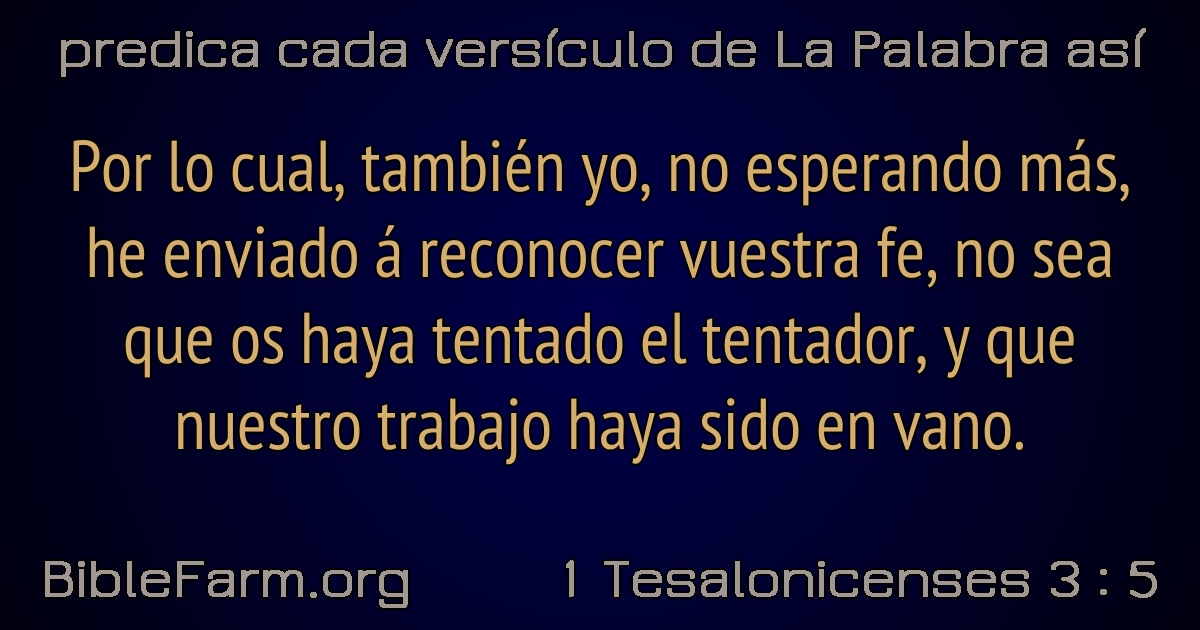 predica cada versículo de La Palabra así
Por lo cual, también yo, no esperando más,
he enviado á reconocer vuestra fe, no sea
que os haya tentado el tentador, y que
nuestro trabajo haya sido en vano.
BibleFarm.org
1 Tesalonicenses 3 : 5